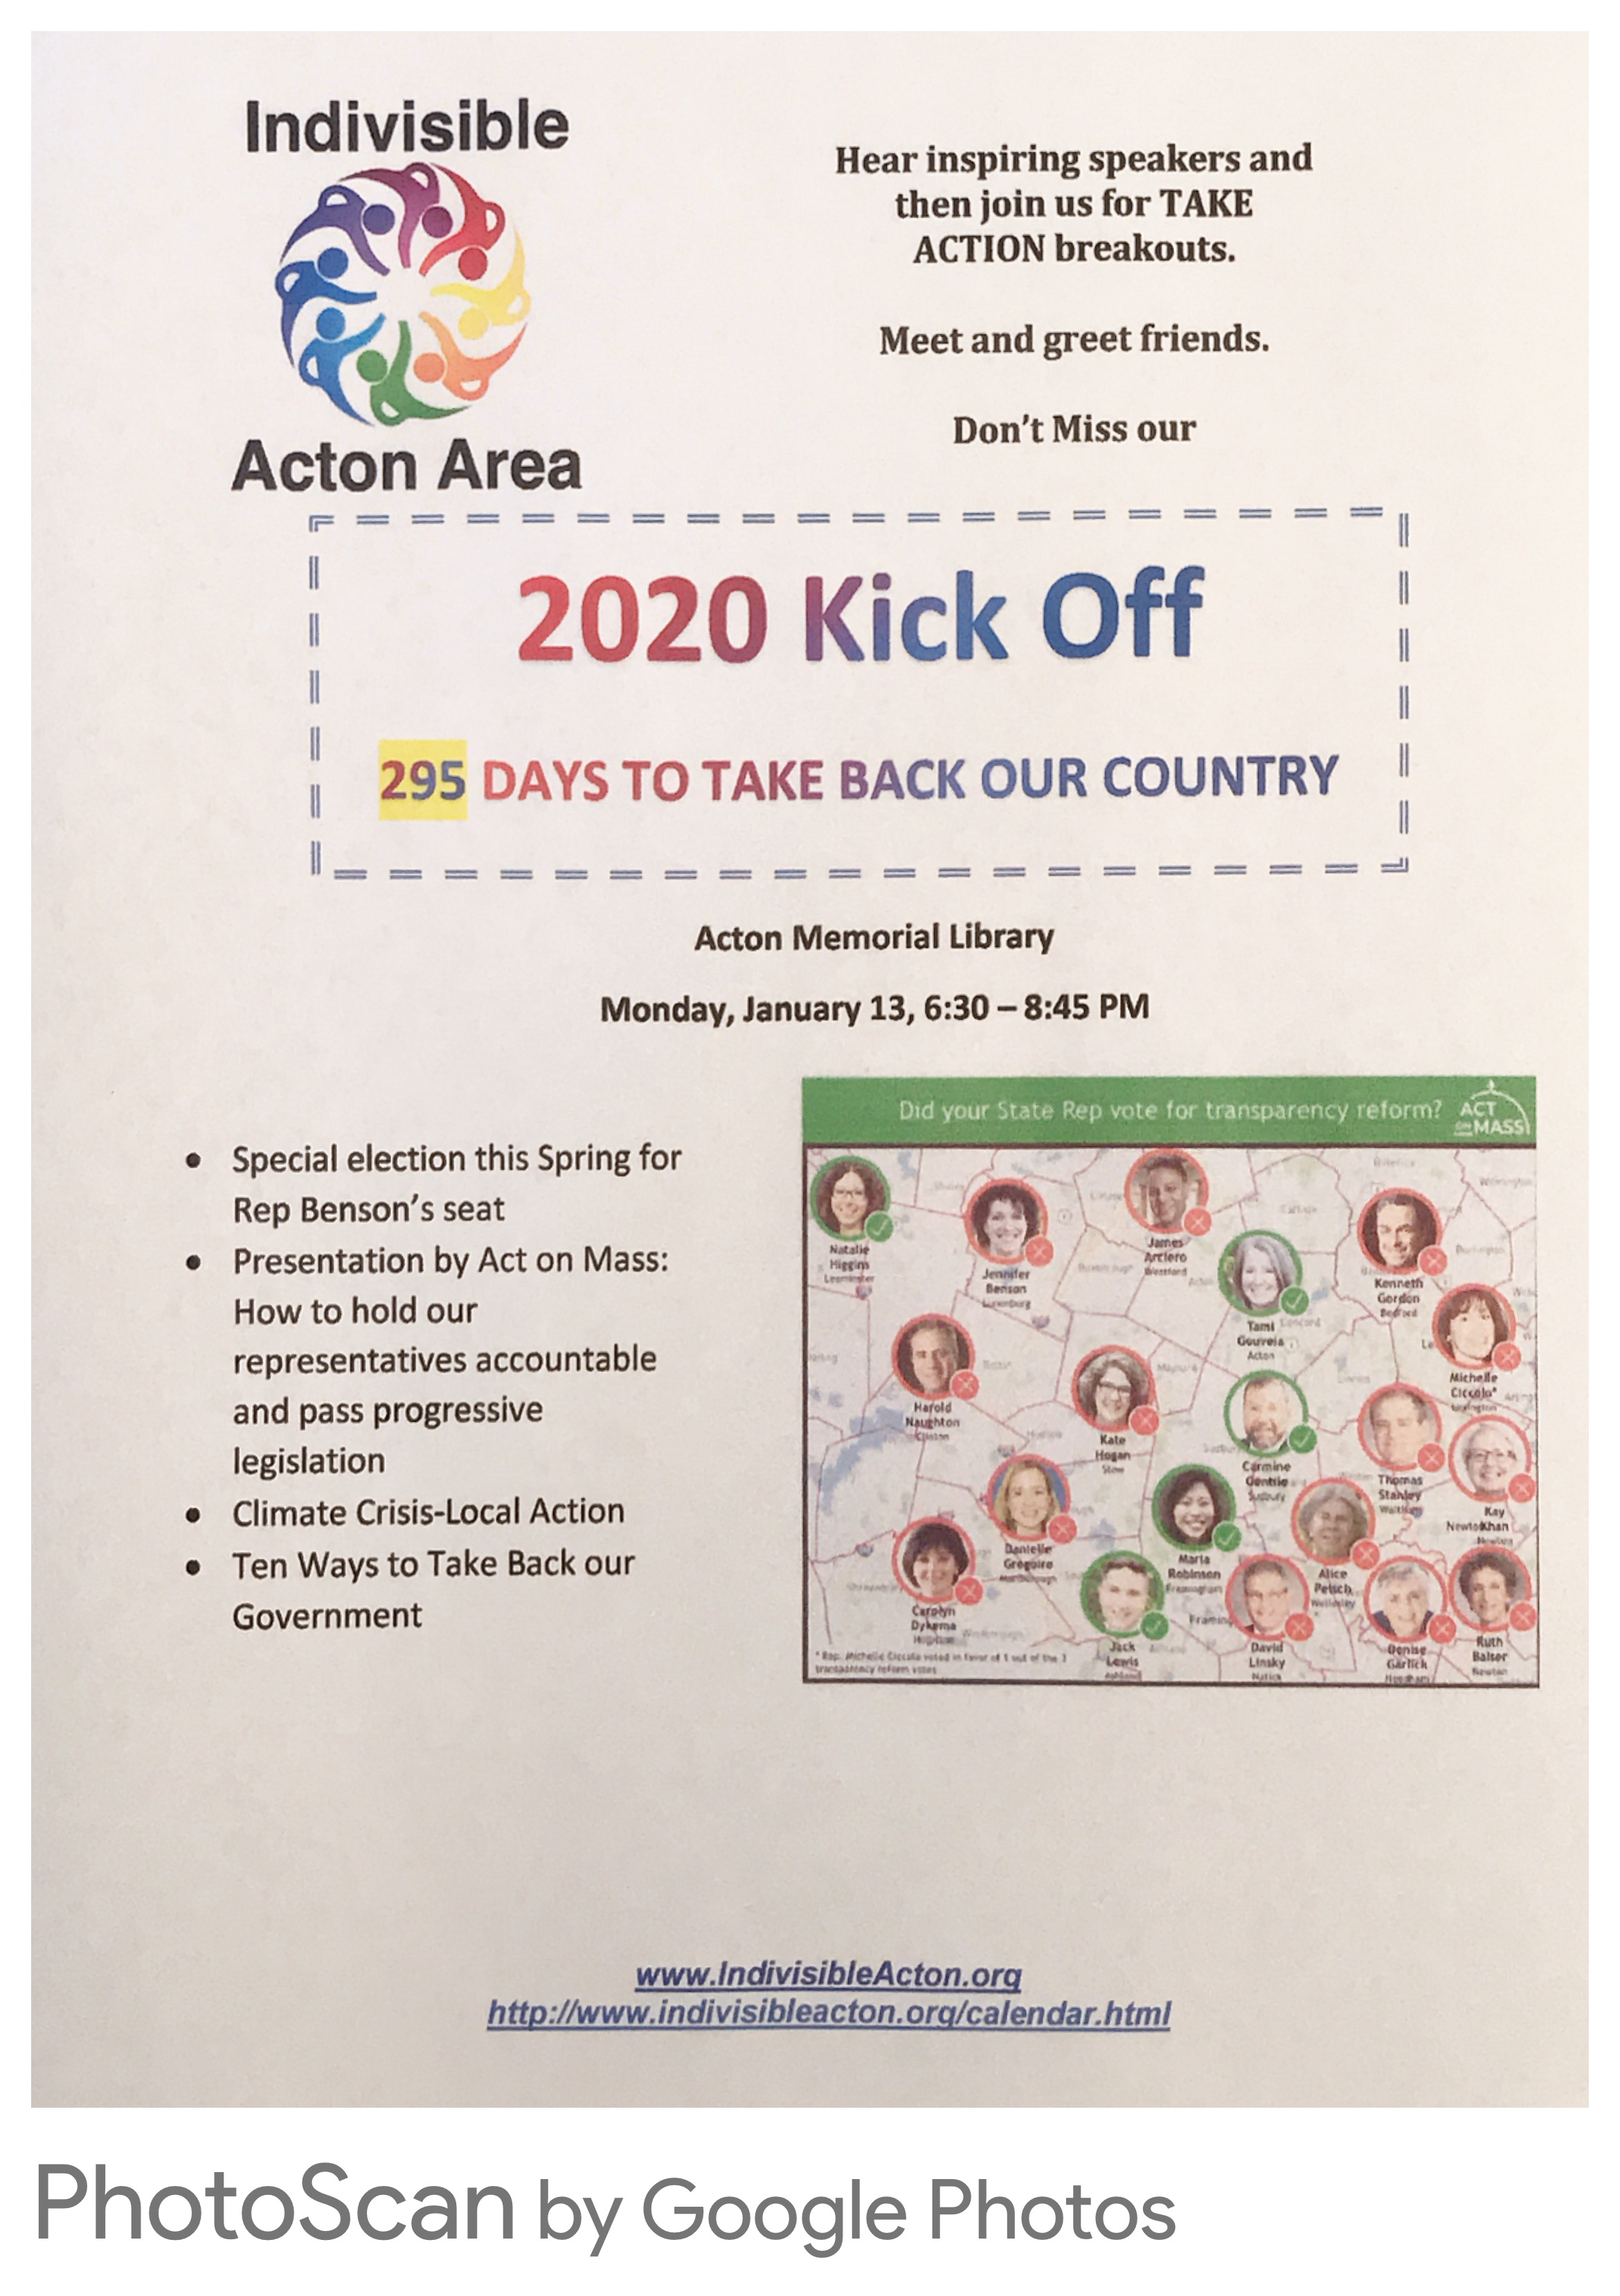 Indivisible
Acton Area
Hear inspiring speakers and
then join us for TAKE
ACTION breakouts.
Meet and greet friends.
Don't Miss our
2020 Kick Off
295 DAYS TO TAKE BACK OUR COUNTRY
Acton Memorial Library
Monday, January 13, 6:30 – 8:45 PM
• Special election this Spring for
Rep Benson's seat
• Presentation by Act on Mass:
How to hold our
representatives accountable
and pass progressive
legislation
• Climate Crisis-Local Action
• Ten Ways to Take Back our
Government
Did your State Rep vote for transparency reform?
ACT
ON MASS
Natalie
Higgins
Leominster
Jennifer
Benson
Lunenburg
James
Arciero
Westford
Tami
Gouveia
Acton
Kenneth
Gordon
Bedford
Michelle
Ciccolo*
Lexington
Harold
Naughton
Clinton
Kate
Hogan
Stow
Carmine
Gentile
Sudbury
Thomas
Stanley
Waltham
Kay
Khan
Newton
Danielle
Gregoire
Marlborough
Maria
Robinson
Framingham
Alice
Peisch
Wellesley
Carolyn
Dykema
Jack
Lewis
Ashland
David
Linsky
Natick
Denise
Garlick
Needham
Ruth
Balser
Newton
* Rep. Michelle Ciccolo voted in favor of 1 out of the 3
transparency reform votes
www.IndivisibleActon.org
http://www.indivisibleacton.org/calendar.html
PhotoScan by Google Photos